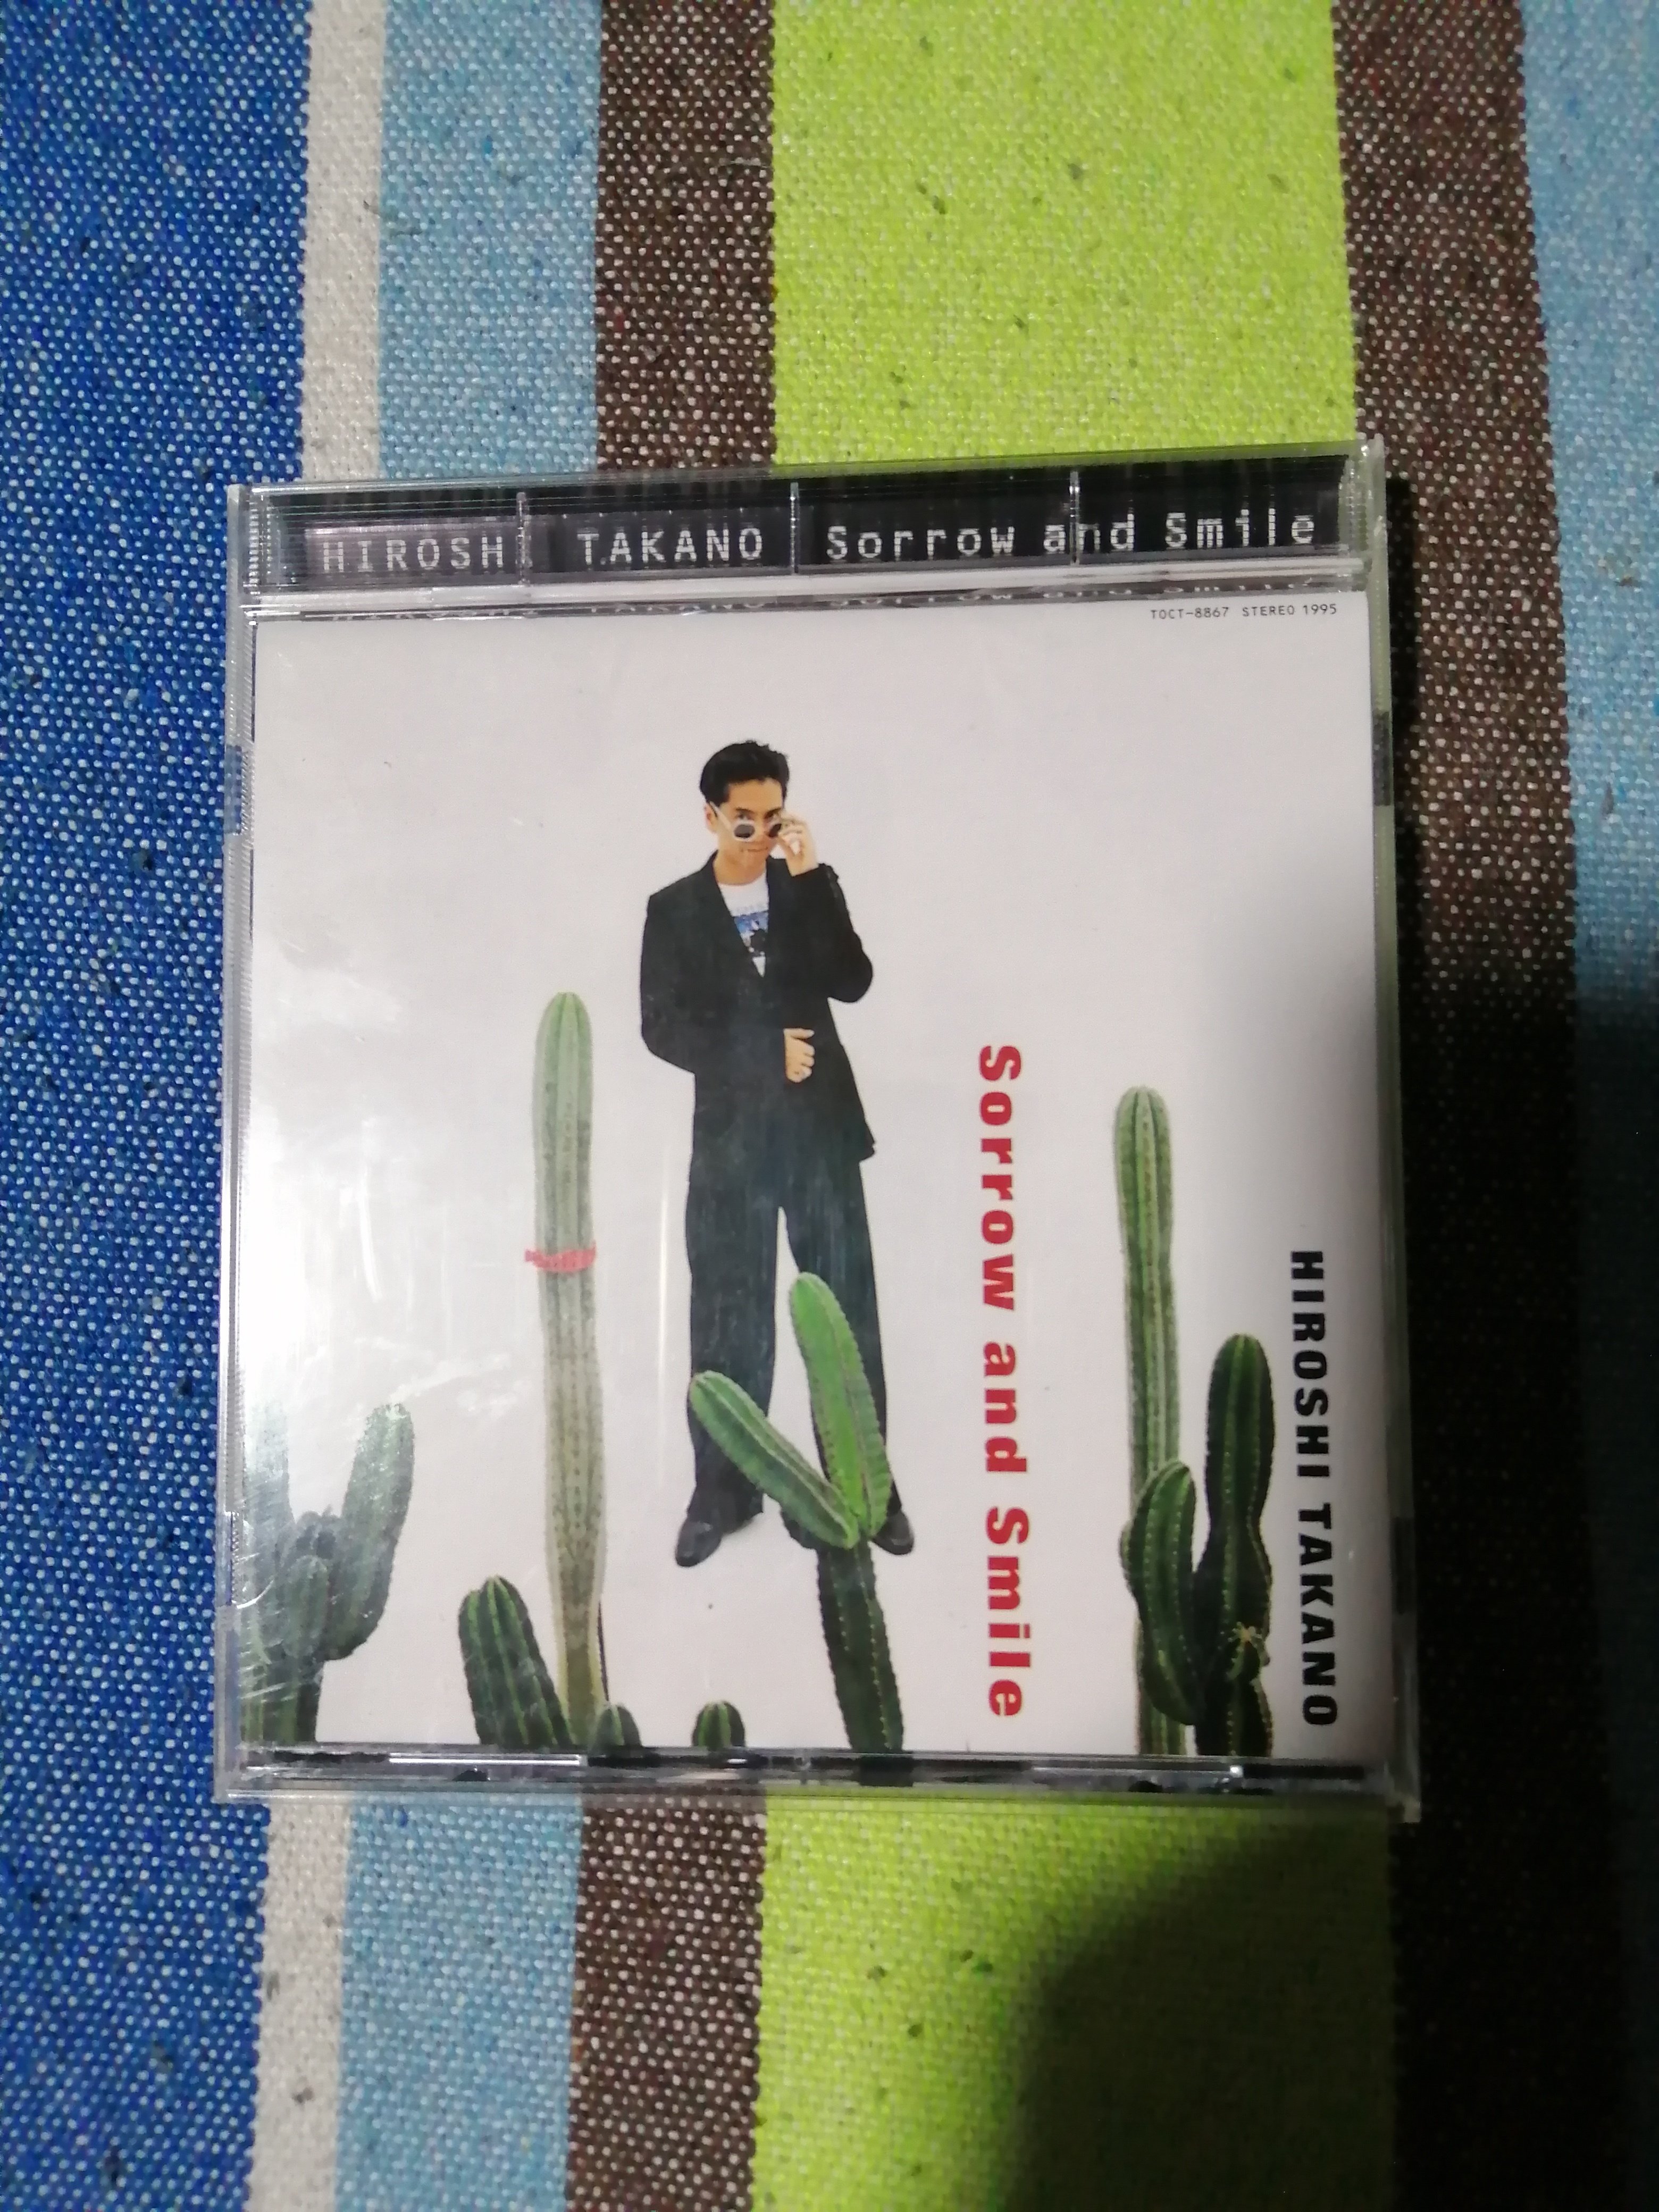 HIROSHI TAKANO Sorrow and Smile
TOCT-8867 STEREO 1995
Sorrow and Smile
HIROSHI TAKANO